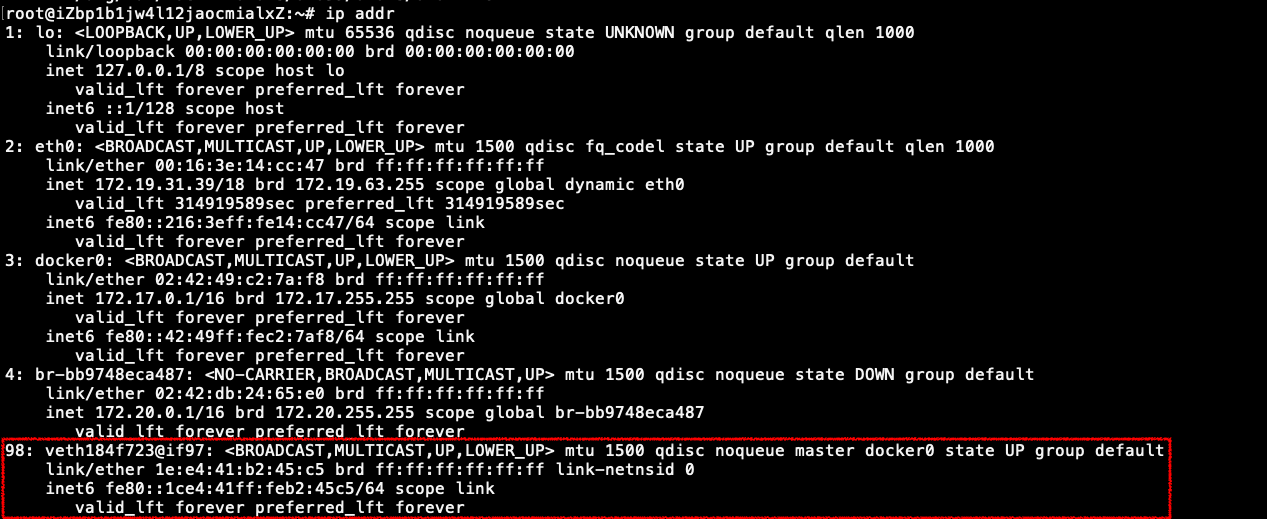 root@iZbp1b1jw4l12jaocmialxZ:~# ip addr
1: lo: <LOOPBACK,UP,LOWER_UP> mtu 65536 qdisc noqueue state UNKNOWN group default qlen 1000
    link/loopback 00:00:00:00:00:00 brd 00:00:00:00:00:00
    inet 127.0.0.1/8 scope host lo
       valid_lft forever preferred_lft forever
    inet6 ::1/128 scope host
       valid_lft forever preferred_lft forever
2: eth0: <BROADCAST,MULTICAST,UP,LOWER_UP> mtu 1500 qdisc fq_codel state UP group default qlen 1000
    link/ether 00:16:3e:14:cc:47 brd ff:ff:ff:ff:ff:ff
    inet 172.19.31.39/18 brd 172.19.63.255 scope global dynamic eth0
       valid_lft 314919589sec preferred_lft 314919589sec
    inet6 fe80::216:3eff:fe14:cc47/64 scope link
       valid_lft forever preferred_lft forever
3: docker0: <BROADCAST,MULTICAST,UP,LOWER_UP> mtu 1500 qdisc noqueue state UP group default
    link/ether 02:42:49:c2:7a:f8 brd ff:ff:ff:ff:ff:ff
    inet 172.17.0.1/16 brd 172.17.255.255 scope global docker0
       valid_lft forever preferred_lft forever
    inet6 fe80::42:49ff:fec2:7af8/64 scope link
       valid_lft forever preferred_lft forever
4: br-bb9748eca487: <NO-CARRIER,BROADCAST,MULTICAST,UP> mtu 1500 qdisc noqueue state DOWN group default
    link/ether 02:42:db:24:65:e0 brd ff:ff:ff:ff:ff:ff
    inet 172.20.0.1/16 brd 172.20.255.255 scope global br-bb9748eca487
       valid_lft forever preferred_lft forever
98: veth184f723@if97: <BROADCAST,MULTICAST,UP,LOWER_UP> mtu 1500 qdisc noqueue master docker0 state UP group default
    link/ether 1e:e4:41:b2:45:c5 brd ff:ff:ff:ff:ff:ff link-netnsid 0
    inet6 fe80::1ce4:41ff:feb2:45c5/64 scope link
       valid_lft forever preferred_lft forever